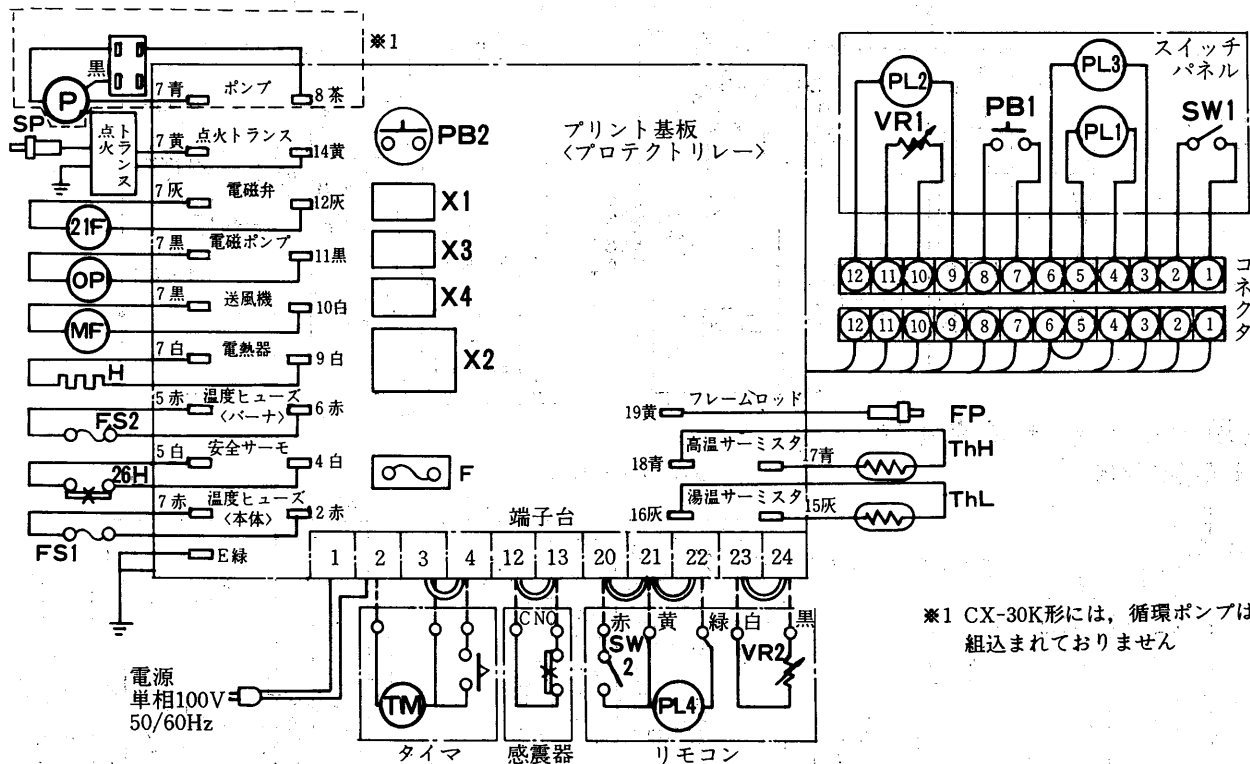 ※1
黒
P
7青 ポンプ 8茶
SP
点火トランス
7黄 点火トランス 14黄
7灰 電磁弁 12灰
21F
7黒 電磁ポンプ 11黒
OP
7黒 送風機 10白
MF
7白 電熱器 9白
H
5赤 温度ヒューズ 6赤
〈バーナ〉
FS2
5白 安全サーモ 4白
26H
7赤 温度ヒューズ 2赤
〈本体〉
FS1
E緑
PB2
プリント基板
〈プロテクトリレー〉
X1
X3
X4
X2
F
スイッチ
パネル
PL2
VR1
PB1
PL3
PL1
SW1
12 11 10 9 8 7 6 5 4 3 2 1
コネクタ
12 11 10 9 8 7 6 5 4 3 2 1
19黄 フレームロッド FP
高温サーミスタ ThH
18青 17青
湯温サーミスタ ThL
16灰 15灰
端子台
1 2 3 4 12 13 20 21 22 23 24
C NO
赤 黄 緑 白 黒
SW
2
VR2
TM
PL4
タイマ 感震器 リモコン
電源
単相100V
50/60Hz
※1 CX-30K形には，循環ポンプは
組込まれておりません